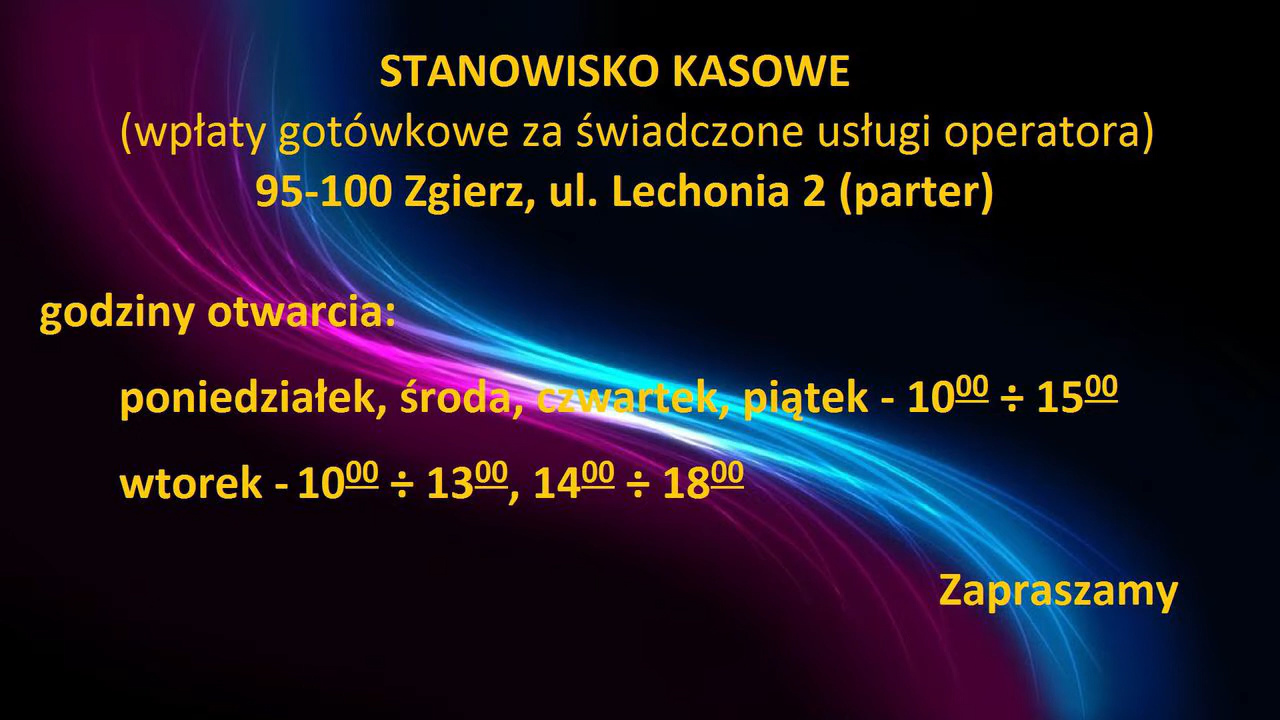 STANOWISKO KASOWE
(wpłaty gotówkowe za świadczone usługi operatora)
95-100 Zgierz, ul. Lechonia 2 (parter)
godziny otwarcia:
poniedziałek, środa, czwartek, piątek - 10⁰⁰ ÷ 15⁰⁰
wtorek - 10⁰⁰ ÷ 13⁰⁰, 14⁰⁰ ÷ 18⁰⁰
Zapraszamy